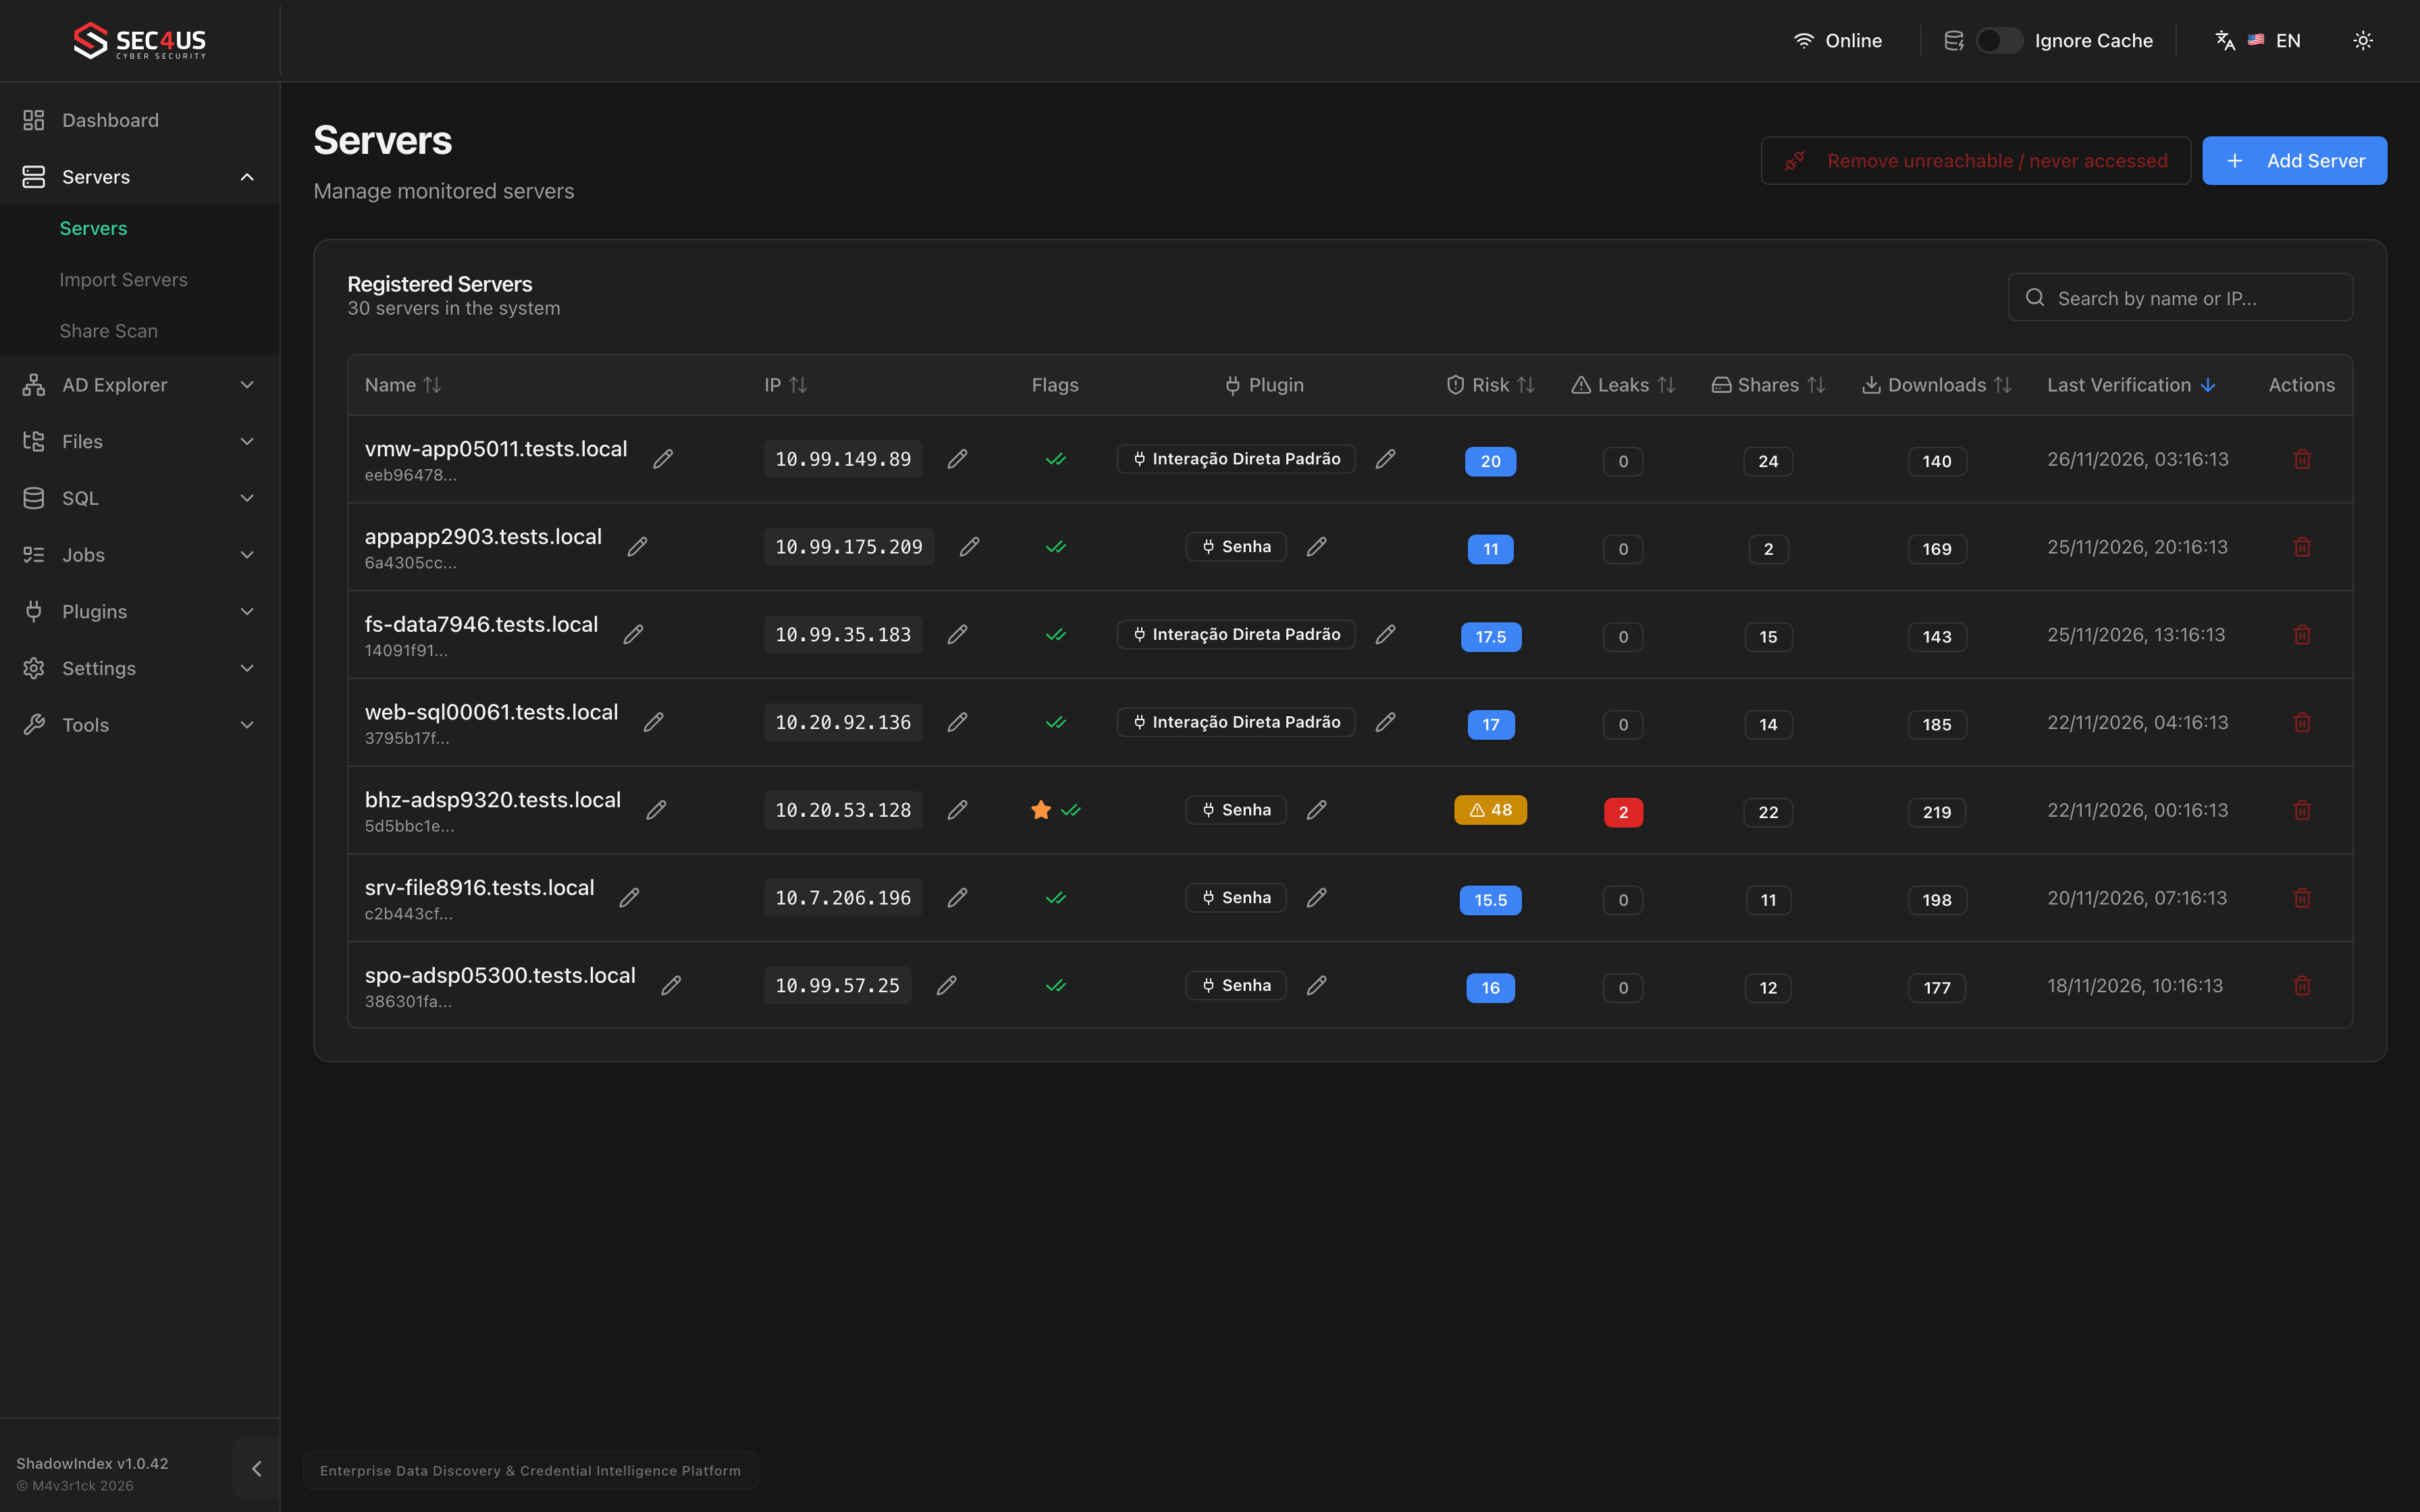 SEC4US
CYBER SECURITY
Online
Ignore Cache
EN
Dashboard
Servers
Servers
Import Servers
Share Scan
AD Explorer
Files
SQL
Jobs
Plugins
Settings
Tools
ShadowIndex v1.0.42
© M4v3r1ck 2026
Servers
Manage monitored servers
Remove unreachable / never accessed
Add Server
Registered Servers
30 servers in the system
Search by name or IP...
Name IP Flags Plugin Risk Leaks Shares Downloads Last Verification Actions
vmw-app05011.tests.local 10.99.149.89 Interação Direta Padrão 20 0 24 140 26/11/2026, 03:16:13
eeb96478...
appapp2903.tests.local 10.99.175.209 Senha 11 0 2 169 25/11/2026, 20:16:13
6a4305cc...
fs-data7946.tests.local 10.99.35.183 Interação Direta Padrão 17.5 0 15 143 25/11/2026, 13:16:13
14091f91...
web-sql00061.tests.local 10.20.92.136 Interação Direta Padrão 17 0 14 185 22/11/2026, 04:16:13
3795b17f...
bhz-adsp9320.tests.local 10.20.53.128 Senha 48 2 22 219 22/11/2026, 00:16:13
5d5bbc1e...
srv-file8916.tests.local 10.7.206.196 Senha 15.5 0 11 198 20/11/2026, 07:16:13
c2b443cf...
spo-adsp05300.tests.local 10.99.57.25 Senha 16 0 12 177 18/11/2026, 10:16:13
386301fa...
Enterprise Data Discovery & Credential Intelligence Platform